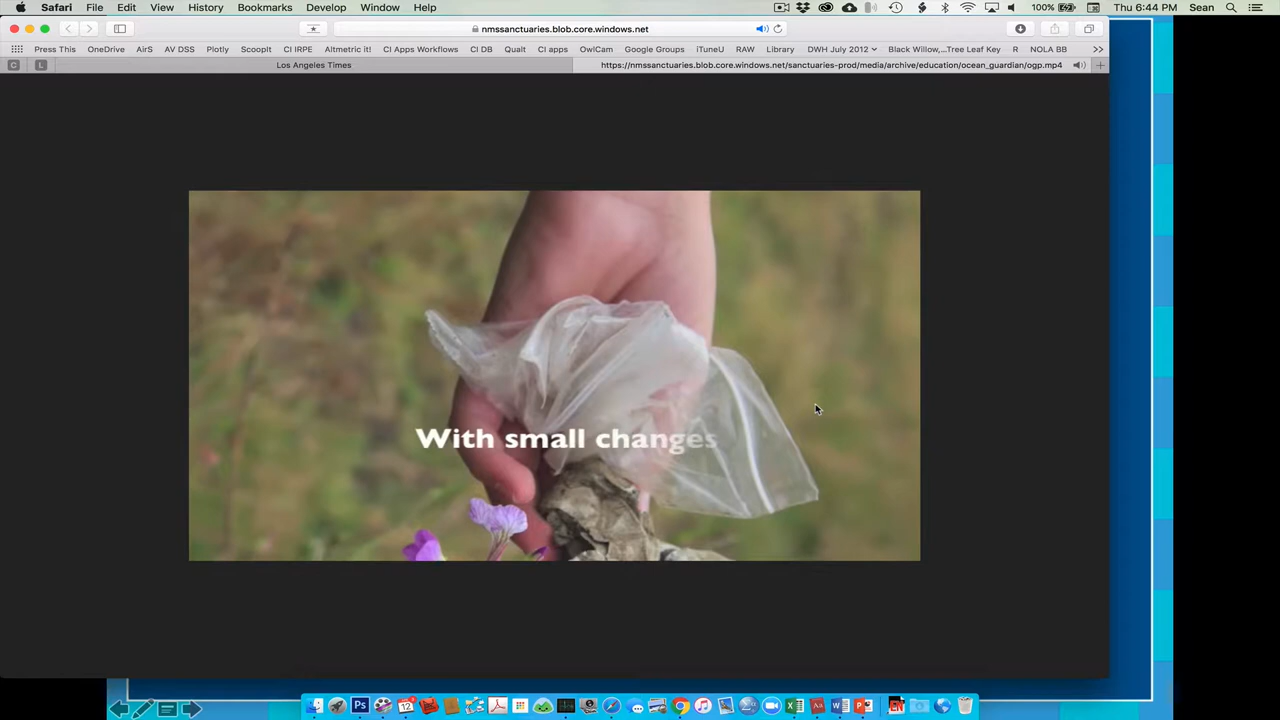 Safari File Edit View History Bookmarks Develop Window Help 100% Thu 6:44 PM Sean
nmssanctuaries.blob.core.windows.net
Press This OneDrive AirS AV DSS Plotly ScoopIt CI IRPE Altmetric it! CI Apps Workflows CI DB Qualt CI apps OwlCam Google Groups iTuneU RAW Library DWH July 2012 Black Willow,...Tree Leaf Key R NOLA BB >>
C L Los Angeles Times https://nmssanctuaries.blob.core.windows.net/sanctuaries-prod/media/archive/education/ocean_guardian/ogp.mp4
With small changes
Ps 12